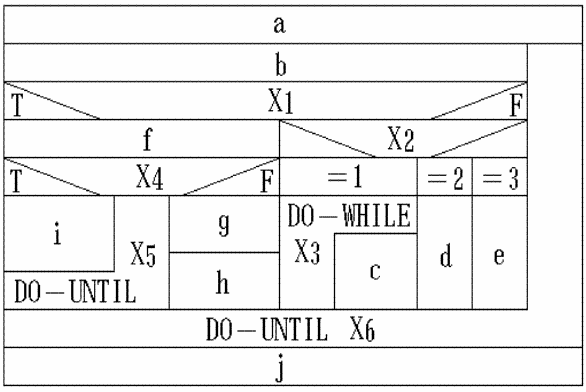 a
b
T X1 F
f X2
T X4 F =1 =2 =3
i X5 g DO-WHILE X3 d e
h c
DO-UNTIL
DO-UNTIL X6
j